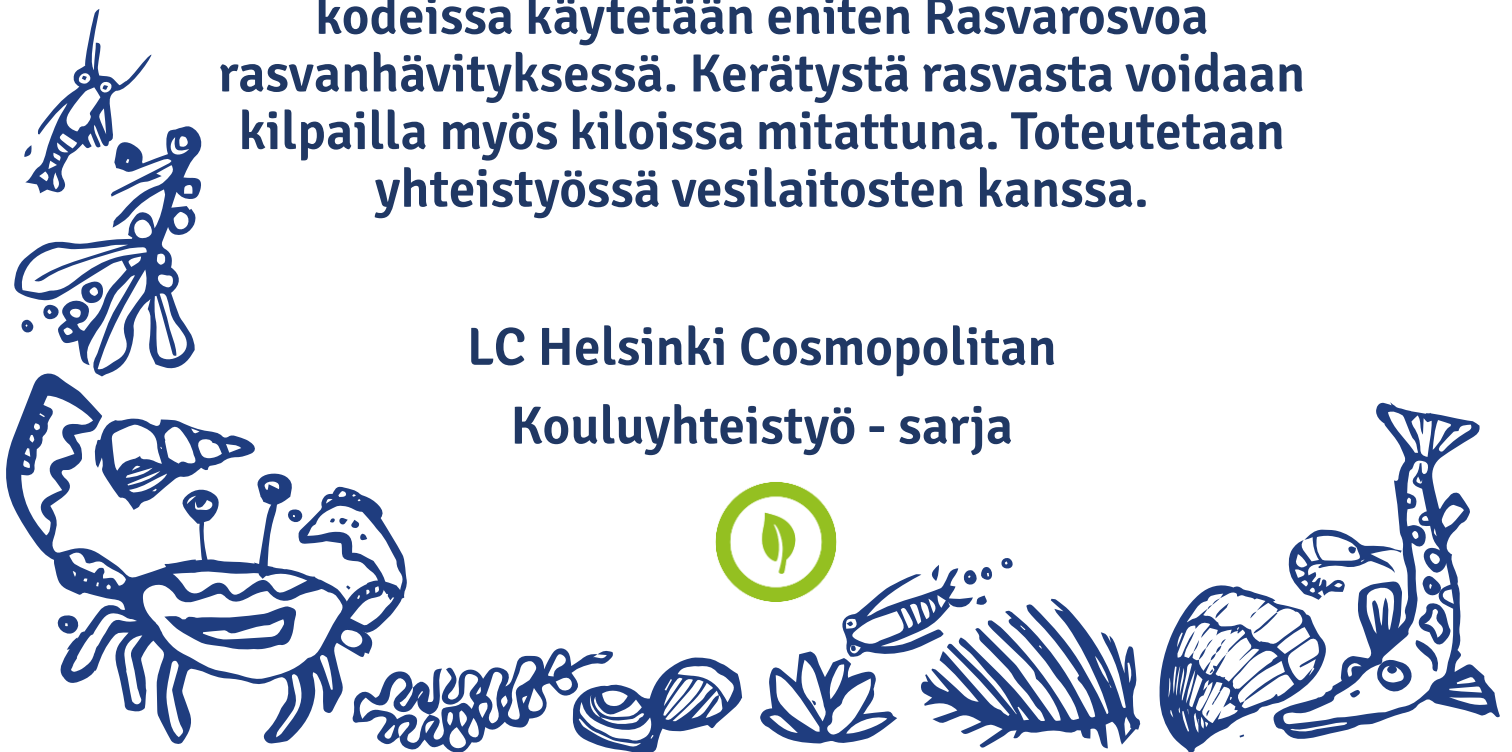 kodeissa käytetään eniten Rasvarosvoa
rasvanhävityksessä. Kerätystä rasvasta voidaan
kilpailla myös kiloissa mitattuna. Toteutetaan
yhteistyössä vesilaitosten kanssa.
LC Helsinki Cosmopolitan
Kouluyhteistyö - sarja